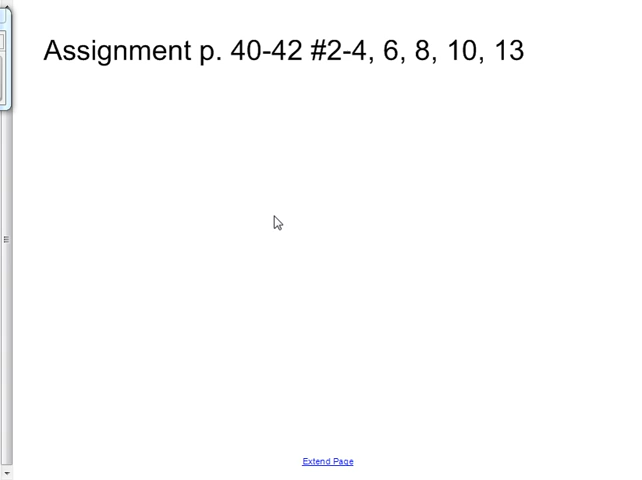 Assignment p. 40-42 #2-4, 6, 8, 10, 13
Extend Page